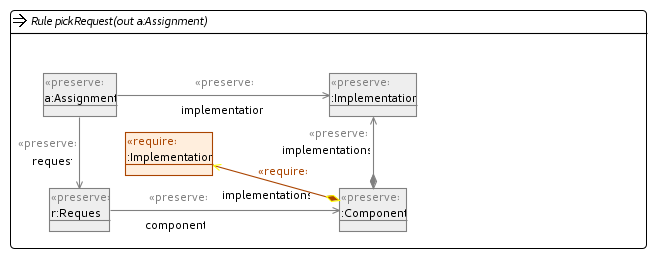 Rule pickRequest(out a:Assignment)
«preserve:
a:Assignment
«preserve:
implementation
«preserve:
:Implementation
«preserve:
request
«require:
:Implementation
«require:
implementations
«preserve:
implementations
«preserve:
r:Reques
«preserve:
component
«preserve:
:Component